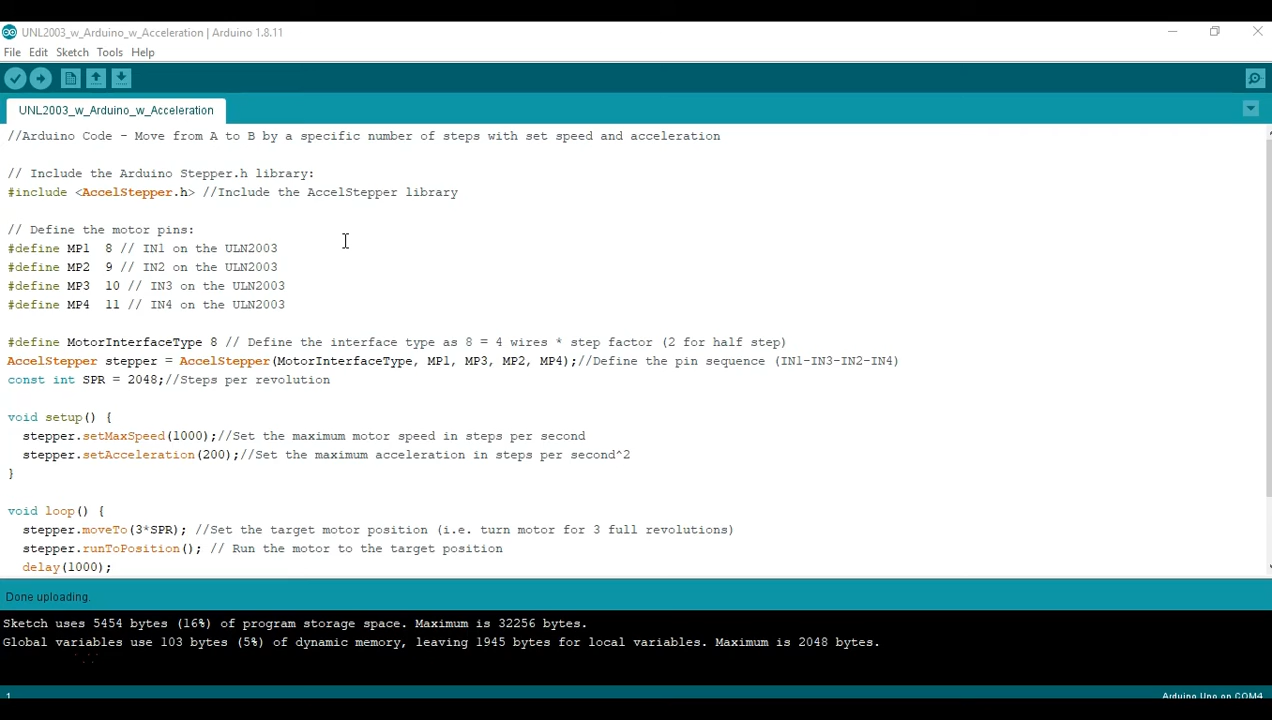 UNL2003_w_Arduino_w_Acceleration | Arduino 1.8.11
File Edit Sketch Tools Help
UNL2003_w_Arduino_w_Acceleration
//Arduino Code - Move from A to B by a specific number of steps with set speed and acceleration
// Include the Arduino Stepper.h library:
#include <AccelStepper.h> //Include the AccelStepper library
// Define the motor pins:
#define MP1  8 // IN1 on the ULN2003
#define MP2  9 // IN2 on the ULN2003
#define MP3  10 // IN3 on the ULN2003
#define MP4  11 // IN4 on the ULN2003
#define MotorInterfaceType 8 // Define the interface type as 8 = 4 wires * step factor (2 for half step)
AccelStepper stepper = AccelStepper(MotorInterfaceType, MP1, MP3, MP2, MP4);//Define the pin sequence (IN1-IN3-IN2-IN4)
const int SPR = 2048;//Steps per revolution
void setup() {
  stepper.setMaxSpeed(1000);//Set the maximum motor speed in steps per second
  stepper.setAcceleration(200);//Set the maximum acceleration in steps per second^2
}
void loop() {
  stepper.moveTo(3*SPR); //Set the target motor position (i.e. turn motor for 3 full revolutions)
  stepper.runToPosition(); // Run the motor to the target position
  delay(1000);
Done uploading.
Sketch uses 5454 bytes (16%) of program storage space. Maximum is 32256 bytes.
Global variables use 103 bytes (5%) of dynamic memory, leaving 1945 bytes for local variables. Maximum is 2048 bytes.
1 Arduino Uno on COM4